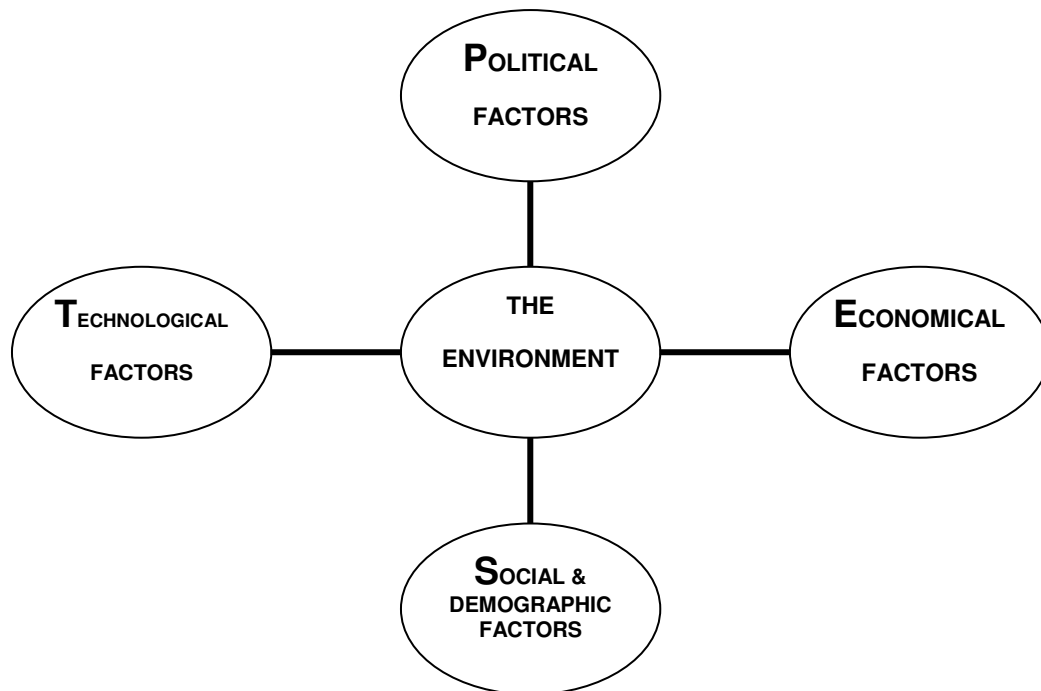 POLITICAL
FACTORS
TECHNOLOGICAL
FACTORS
THE
ENVIRONMENT
ECONOMICAL
FACTORS
SOCIAL &
DEMOGRAPHIC
FACTORS